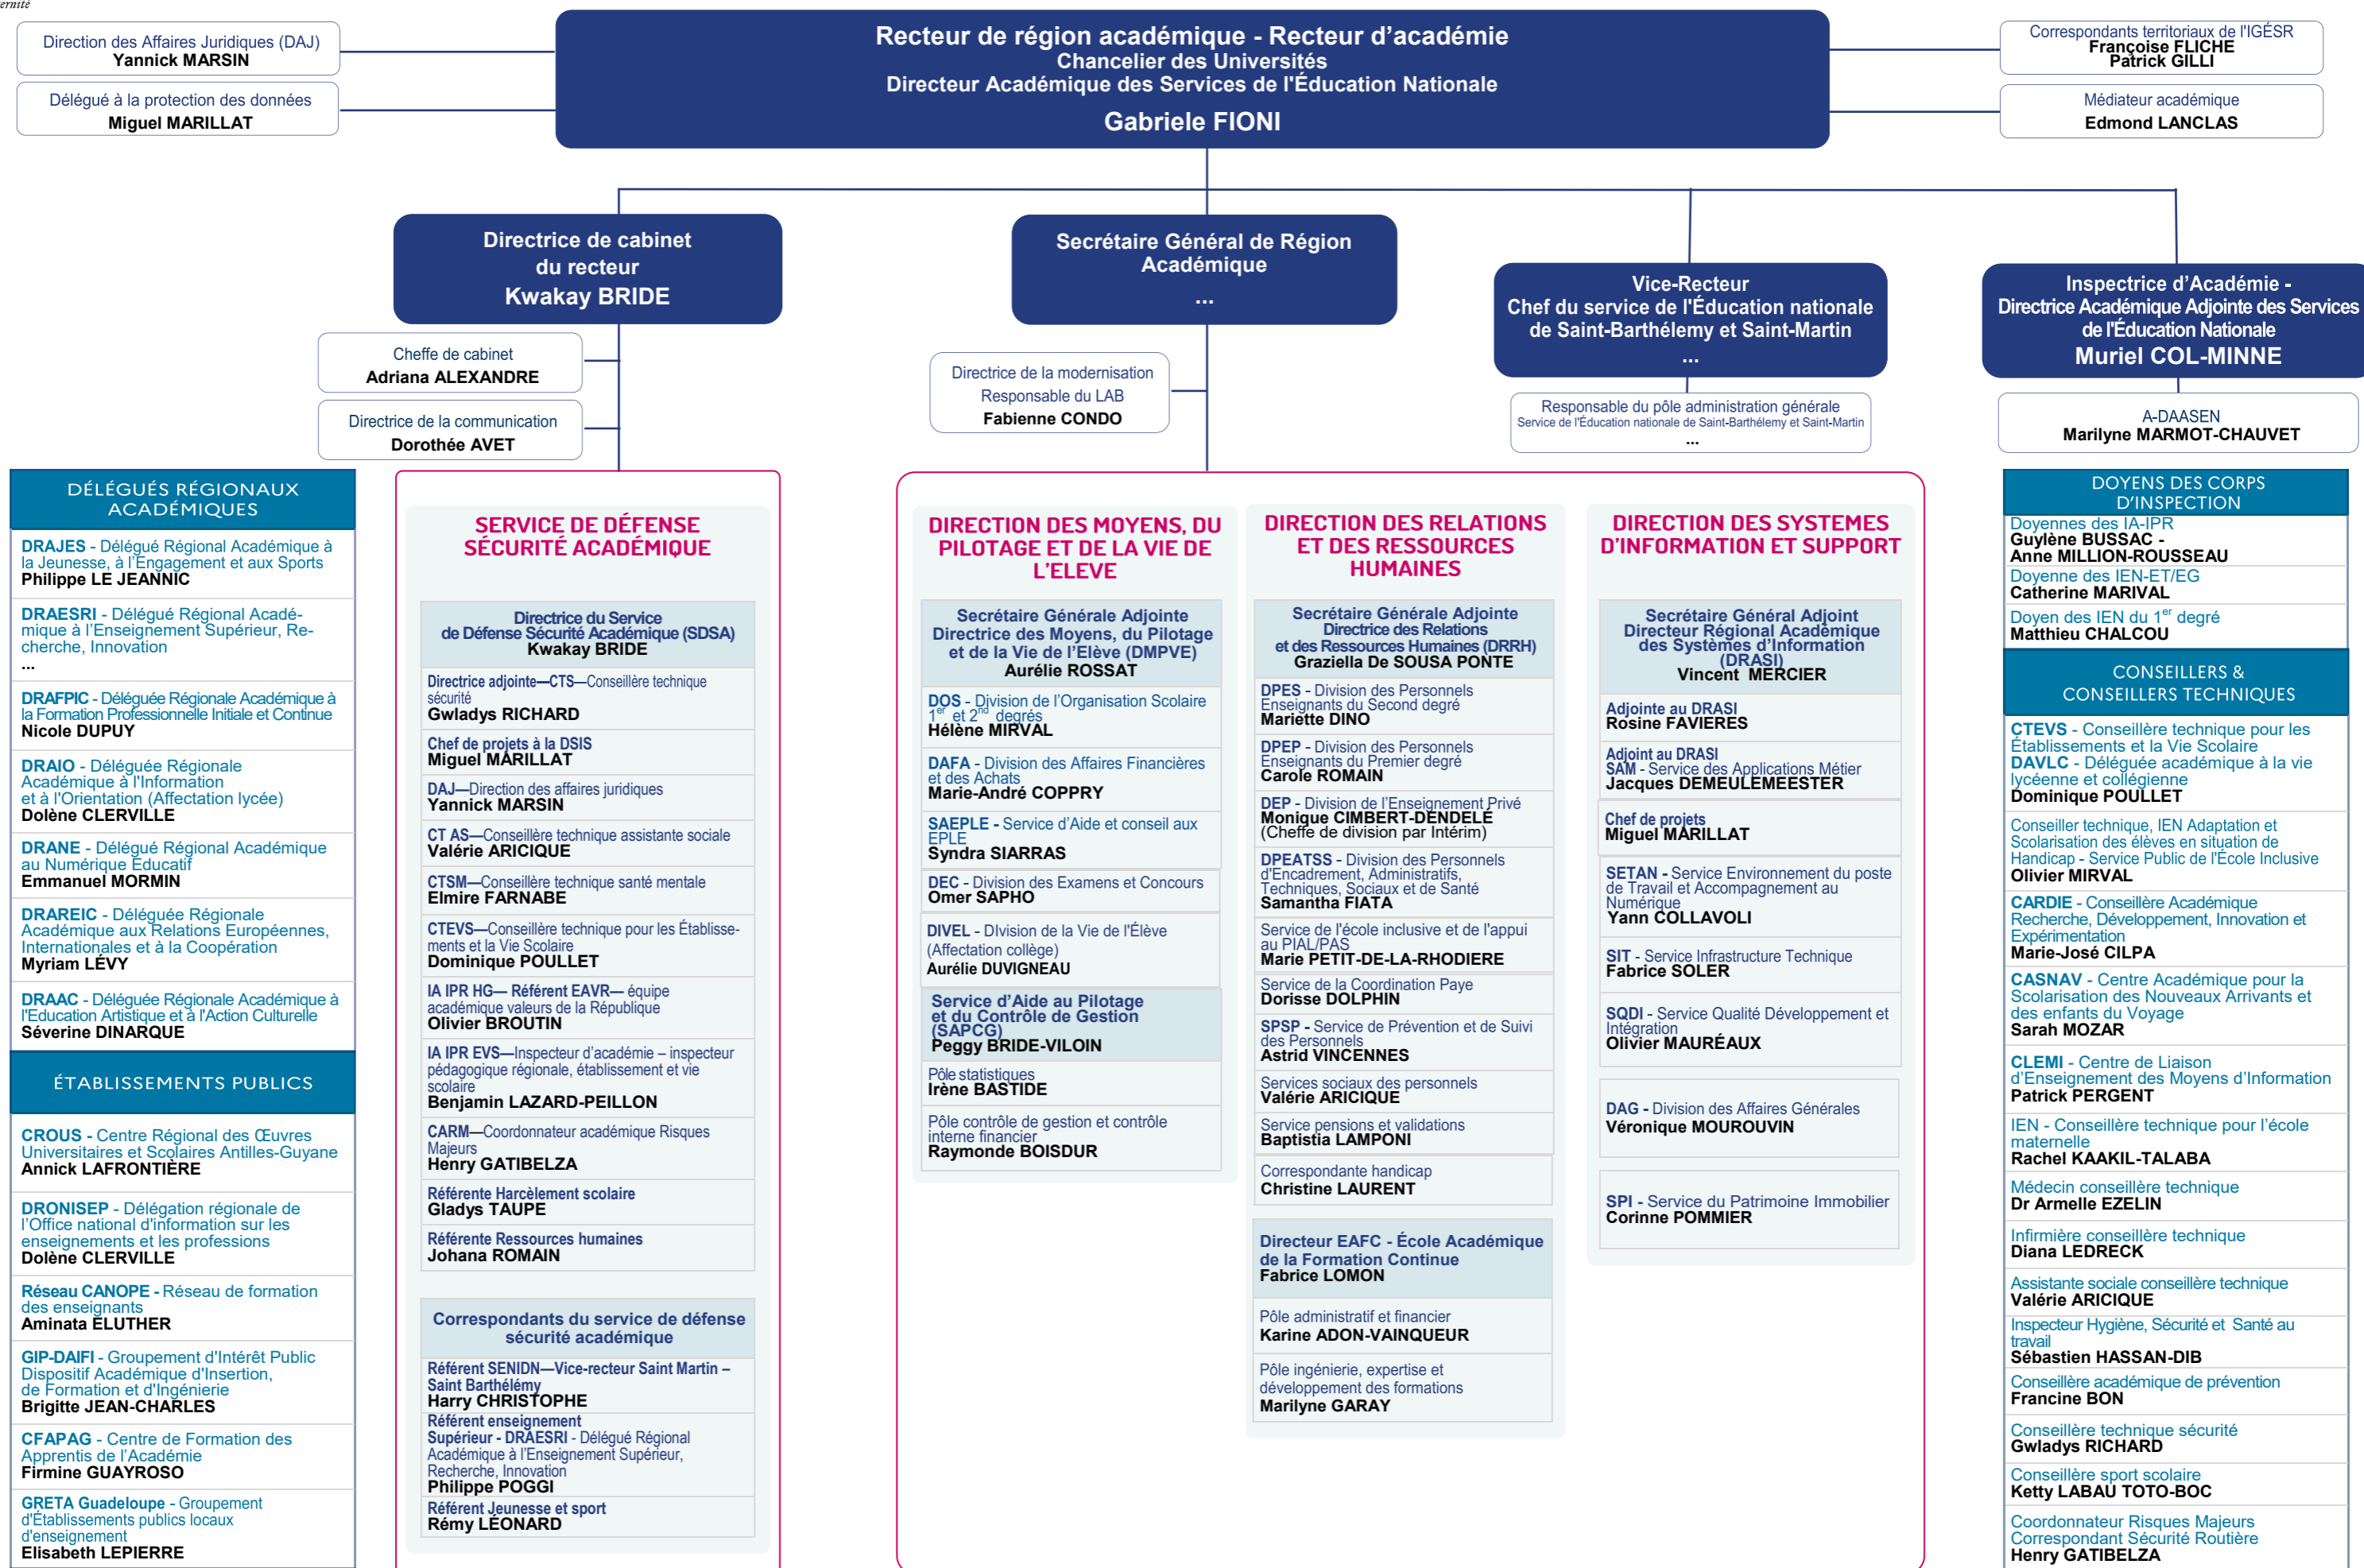 Direction des Affaires Juridiques (DAJ)
Yannick MARSIN
Délégué à la protection des données
Miguel MARILLAT
Recteur de région académique - Recteur d'académie
Chancelier des Universités
Directeur Académique des Services de l'Éducation Nationale
Gabriele FIONI
Correspondants territoriaux de l'IGÉSR
Françoise FLICHE
Patrick GILLI
Médiateur académique
Edmond LANCLAS
Directrice de cabinet
du recteur
Kwakay BRIDE
Cheffe de cabinet
Adriana ALEXANDRE
Directrice de la communication
Dorothée AVET
Secrétaire Général de Région
Académique
...
Directrice de la modernisation
Responsable du LAB
Fabienne CONDO
Vice-Recteur
Chef du service de l'Éducation nationale
de Saint-Barthélemy et Saint-Martin
...
Responsable du pôle administration générale
Service de l'Éducation nationale de Saint-Barthélemy et Saint-Martin
...
Inspectrice d'Académie -
Directrice Académique Adjointe des Services
de l'Éducation Nationale
Muriel COL-MINNE
A-DAASEN
Marilyne MARMOT-CHAUVET
DÉLÉGUÉS RÉGIONAUX
ACADÉMIQUES
DRAJES - Délégué Régional Académique à
la Jeunesse, à l'Engagement et aux Sports
Philippe LE JEANNIC
DRAESRI - Délégué Régional Acadé-
mique à l'Enseignement Supérieur, Re-
cherche, Innovation
...
DRAFPIC - Déléguée Régionale Académique à
la Formation Professionnelle Initiale et Continue
Nicole DUPUY
DRAIO - Déléguée Régionale
Académique à l'Information
et à l'Orientation (Affectation lycée)
Dolène CLERVILLE
DRANE - Délégué Régional Académique
au Numérique Éducatif
Emmanuel MORMIN
DRAREIC - Déléguée Régionale
Académique aux Relations Européennes,
Internationales et à la Coopération
Myriam LÉVY
DRAAC - Déléguée Régionale Académique à
l'Education Artistique et à l'Action Culturelle
Séverine DINARQUE
ÉTABLISSEMENTS PUBLICS
CROUS - Centre Régional des Œuvres
Universitaires et Scolaires Antilles-Guyane
Annick LAFRONTIÈRE
DRONISEP - Délégation régionale de
l'Office national d'information sur les
enseignements et les professions
Dolène CLERVILLE
Réseau CANOPE - Réseau de formation
des enseignants
Aminata ÉLUTHER
GIP-DAIFI - Groupement d'Intérêt Public
Dispositif Académique d'Insertion,
de Formation et d'Ingénierie
Brigitte JEAN-CHARLES
CFAPAG - Centre de Formation des
Apprentis de l'Académie
Firmine GUAYROSO
GRETA Guadeloupe - Groupement
d'Établissements publics locaux
d'enseignement
Elisabeth LEPIERRE
SERVICE DE DÉFENSE
SÉCURITÉ ACADÉMIQUE
Directrice du Service
de Défense Sécurité Académique (SDSA)
Kwakay BRIDE
Directrice adjointe—CTS—Conseillère technique
sécurité
Gwladys RICHARD
Chef de projets à la DSIS
Miguel MARILLAT
DAJ—Direction des affaires juridiques
Yannick MARSIN
CT AS—Conseillère technique assistante sociale
Valérie ARICIQUE
CTSM—Conseillère technique santé mentale
Elmire FARNABE
CTEVS—Conseillère technique pour les Établisse-
ments et la Vie Scolaire
Dominique POULLET
IA IPR HG— Référent EAVR— équipe
académique valeurs de la République
Olivier BROUTIN
IA IPR EVS—Inspecteur d'académie – inspecteur
pédagogique régionale, établissement et vie
scolaire
Benjamin LAZARD-PEILLON
CARM—Coordonnateur académique Risques
Majeurs
Henry GATIBELZA
Référente Harcèlement scolaire
Gladys TAUPE
Référente Ressources humaines
Johana ROMAIN
Correspondants du service de défense
sécurité académique
Référent SENIDN—Vice-recteur Saint Martin –
Saint Barthélémy
Harry CHRISTOPHE
Référent enseignement
Supérieur - DRAESRI - Délégué Régional
Académique à l'Enseignement Supérieur,
Recherche, Innovation
Philippe POGGI
Référent Jeunesse et sport
Rémy LÉONARD
DIRECTION DES MOYENS, DU
PILOTAGE ET DE LA VIE DE
L'ELEVE
Secrétaire Générale Adjointe
Directrice des Moyens, du Pilotage
et de la Vie de l'Elève (DMPVE)
Aurélie ROSSAT
DOS - Division de l'Organisation Scolaire
1er et 2nd degrés
Hélène MIRVAL
DAFA - Division des Affaires Financières
et des Achats
Marie-André COPPRY
SAEPLE - Service d'Aide et conseil aux
EPLE
Syndra SIARRAS
DEC - Division des Examens et Concours
Omer SAPHO
DIVEL - DIvision de la Vie de l'Élève
(Affectation collège)
Aurélie DUVIGNEAU
Service d'Aide au Pilotage
et du Contrôle de Gestion
(SAPCG)
Peggy BRIDE-VILOIN
Pôle statistiques
Irène BASTIDE
Pôle contrôle de gestion et contrôle
interne financier
Raymonde BOISDUR
DIRECTION DES RELATIONS
ET DES RESSOURCES
HUMAINES
Secrétaire Générale Adjointe
Directrice des Relations
et des Ressources Humaines (DRRH)
Graziella De SOUSA PONTE
DPES - Division des Personnels
Enseignants du Second degré
Mariette DINO
DPEP - Division des Personnels
Enseignants du Premier degré
Carole ROMAIN
DEP - Division de l'Enseignement Privé
Monique CIMBERT-DENDELÉ
(Cheffe de division par Intérim)
DPEATSS - Division des Personnels
d'Encadrement, Administratifs,
Techniques, Sociaux et de Santé
Samantha FIATA
Service de l'école inclusive et de l'appui
au PIAL/PAS
Marie PETIT-DE-LA-RHODIERE
Service de la Coordination Paye
Dorisse DOLPHIN
SPSP - Service de Prévention et de Suivi
des Personnels
Astrid VINCENNES
Services sociaux des personnels
Valérie ARICIQUE
Service pensions et validations
Baptistia LAMPONI
Correspondante handicap
Christine LAURENT
Directeur EAFC - École Académique
de la Formation Continue
Fabrice LOMON
Pôle administratif et financier
Karine ADON-VAINQUEUR
Pôle ingénierie, expertise et
développement des formations
Marilyne GARAY
DIRECTION DES SYSTEMES
D'INFORMATION ET SUPPORT
Secrétaire Général Adjoint
Directeur Régional Académique
des Systèmes d'Information
(DRASI)
Vincent MERCIER
Adjointe au DRASI
Rosine FAVIERES
Adjoint au DRASI
SAM - Service des Applications Métier
Jacques DEMEULEMEESTER
Chef de projets
Miguel MARILLAT
SETAN - Service Environnement du poste
de Travail et Accompagnement au
Numérique
Yann COLLAVOLI
SIT - Service Infrastructure Technique
Fabrice SOLER
SQDI - Service Qualité Développement et
Intégration
Olivier MAURÉAUX
DAG - Division des Affaires Générales
Véronique MOUROUVIN
SPI - Service du Patrimoine Immobilier
Corinne POMMIER
DOYENS DES CORPS
D'INSPECTION
Doyennes des IA-IPR
Guylène BUSSAC -
Anne MILLION-ROUSSEAU
Doyenne des IEN-ET/EG
Catherine MARIVAL
Doyen des IEN du 1er degré
Matthieu CHALCOU
CONSEILLERS &
CONSEILLERS TECHNIQUES
CTEVS - Conseillère technique pour les
Établissements et la Vie Scolaire
DAVLC - Déléguée académique à la vie
lycéenne et collégienne
Dominique POULLET
Conseiller technique, IEN Adaptation et
Scolarisation des élèves en situation de
Handicap - Service Public de l'École Inclusive
Olivier MIRVAL
CARDIE - Conseillère Académique
Recherche, Développement, Innovation et
Expérimentation
Marie-José CILPA
CASNAV - Centre Académique pour la
Scolarisation des Nouveaux Arrivants et
des enfants du Voyage
Sarah MOZAR
CLEMI - Centre de Liaison
d'Enseignement des Moyens d'Information
Patrick PERGENT
IEN - Conseillère technique pour l'école
maternelle
Rachel KAAKIL-TALABA
Médecin conseillère technique
Dr Armelle EZELIN
Infirmière conseillère technique
Diana LEDRECK
Assistante sociale conseillère technique
Valérie ARICIQUE
Inspecteur Hygiène, Sécurité et Santé au
travail
Sébastien HASSAN-DIB
Conseillère académique de prévention
Francine BON
Conseillère technique sécurité
Gwladys RICHARD
Conseillère sport scolaire
Ketty LABAU TOTO-BOC
Coordonnateur Risques Majeurs
Correspondant Sécurité Routière
Henry GATIBELZA